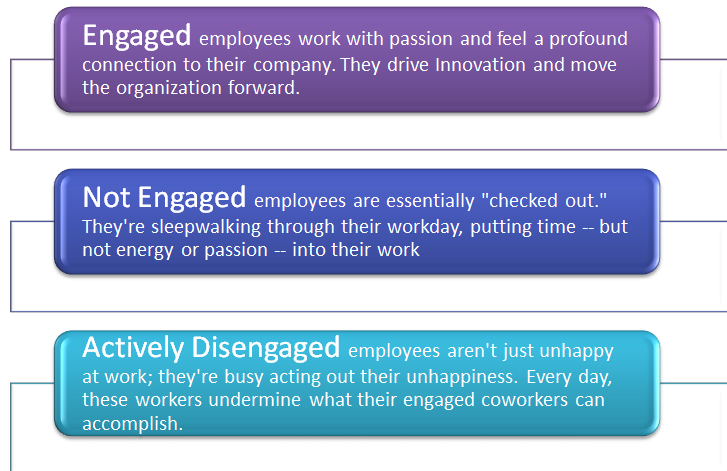 Engaged employees work with passion and feel a profound
connection to their company. They drive Innovation and move
the organization forward.
Not Engaged employees are essentially "checked out."
They're sleepwalking through their workday, putting time -- but
not energy or passion -- into their work
Actively Disengaged employees aren't just unhappy
at work; they're busy acting out their unhappiness. Every day,
these workers undermine what their engaged coworkers can
accomplish.